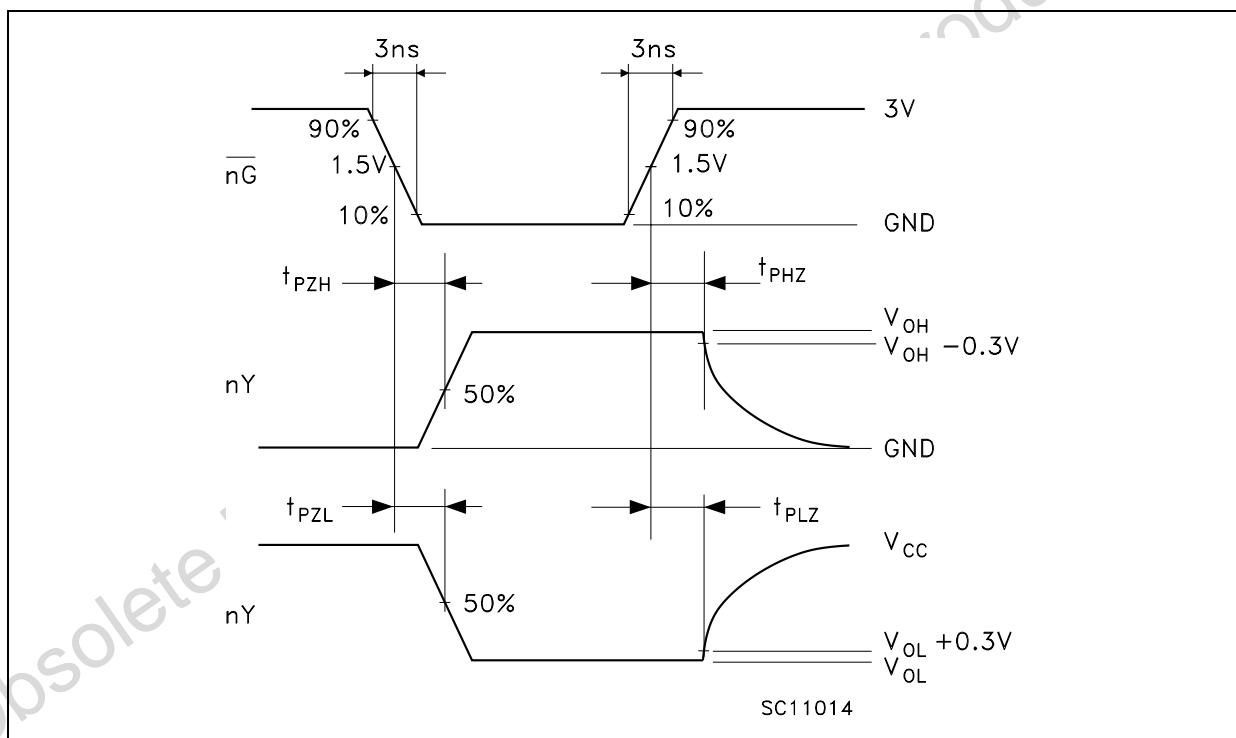 3ns 3ns
3V
90% 90%
1.5V 1.5V
nG
10% 10%
GND
tPZH tPHZ
VOH
VOH −0.3V
nY
50%
GND
tPZL tPLZ
VCC
50%
nY
VOL +0.3V
VOL
SC11014
obsolete